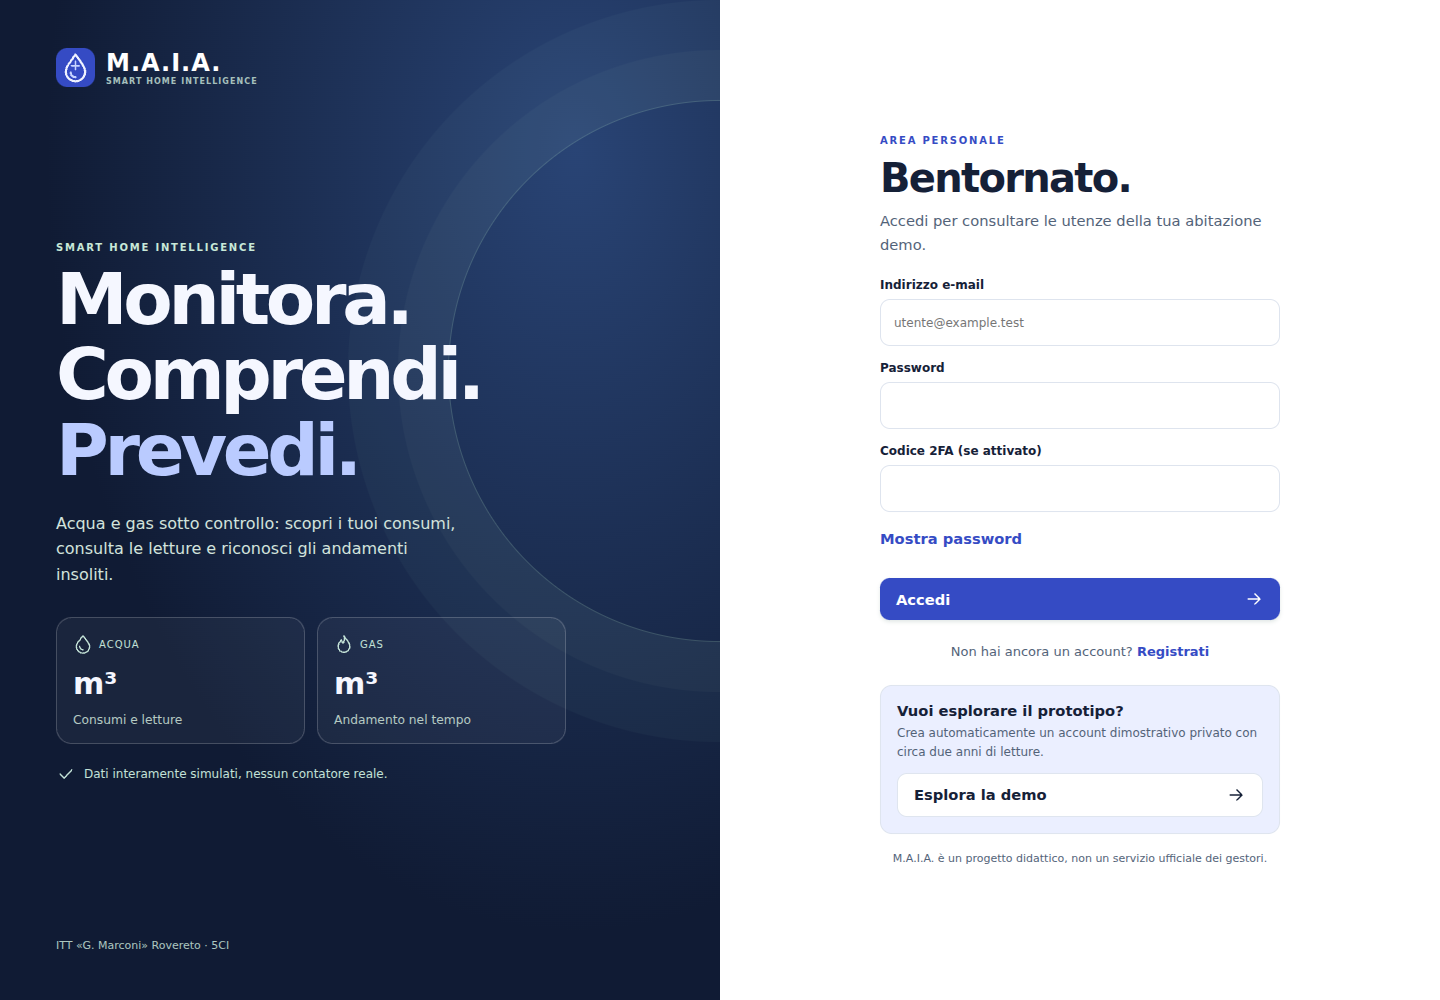 M.A.I.A.
SMART HOME INTELLIGENCE
SMART HOME INTELLIGENCE
Monitora.
Comprendi.
Prevedi.
Acqua e gas sotto controllo: scopri i tuoi consumi,
consulta le letture e riconosci gli andamenti
insoliti.
ACQUA
m³
Consumi e letture
GAS
m³
Andamento nel tempo
Dati interamente simulati, nessun contatore reale.
ITT «G. Marconi» Rovereto · 5CI
AREA PERSONALE
Bentornato.
Accedi per consultare le utenze della tua abitazione
demo.
Indirizzo e-mail
utente@example.test
Password
Codice 2FA (se attivato)
Mostra password
Accedi
Non hai ancora un account? Registrati
Vuoi esplorare il prototipo?
Crea automaticamente un account dimostrativo privato con
circa due anni di letture.
Esplora la demo
M.A.I.A. è un progetto didattico, non un servizio ufficiale dei gestori.